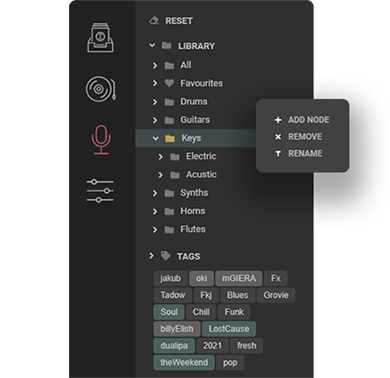 RESET
LIBRARY
All
Favourites
Drums
Guitars
Keys
Electric
Acustic
Synths
Horns
Flutes
ADD NODE
REMOVE
RENAME
TAGS
jakub oki mGIERA Fx
Tadow Fkj Blues Grovie
Soul Chill Funk
billyElish LostCause
dualipa 2021 fresh
theWeekend pop